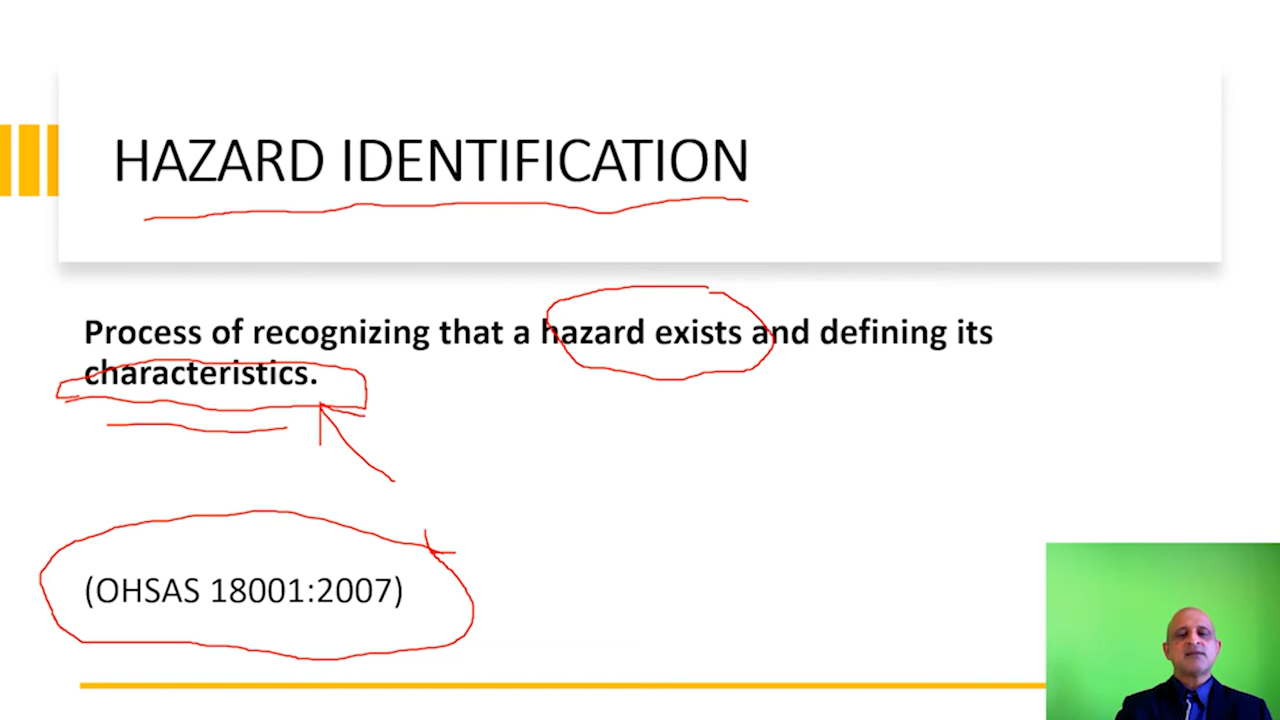 HAZARD IDENTIFICATION
Process of recognizing that a hazard exists and defining its
characteristics.
(OHSAS 18001:2007)